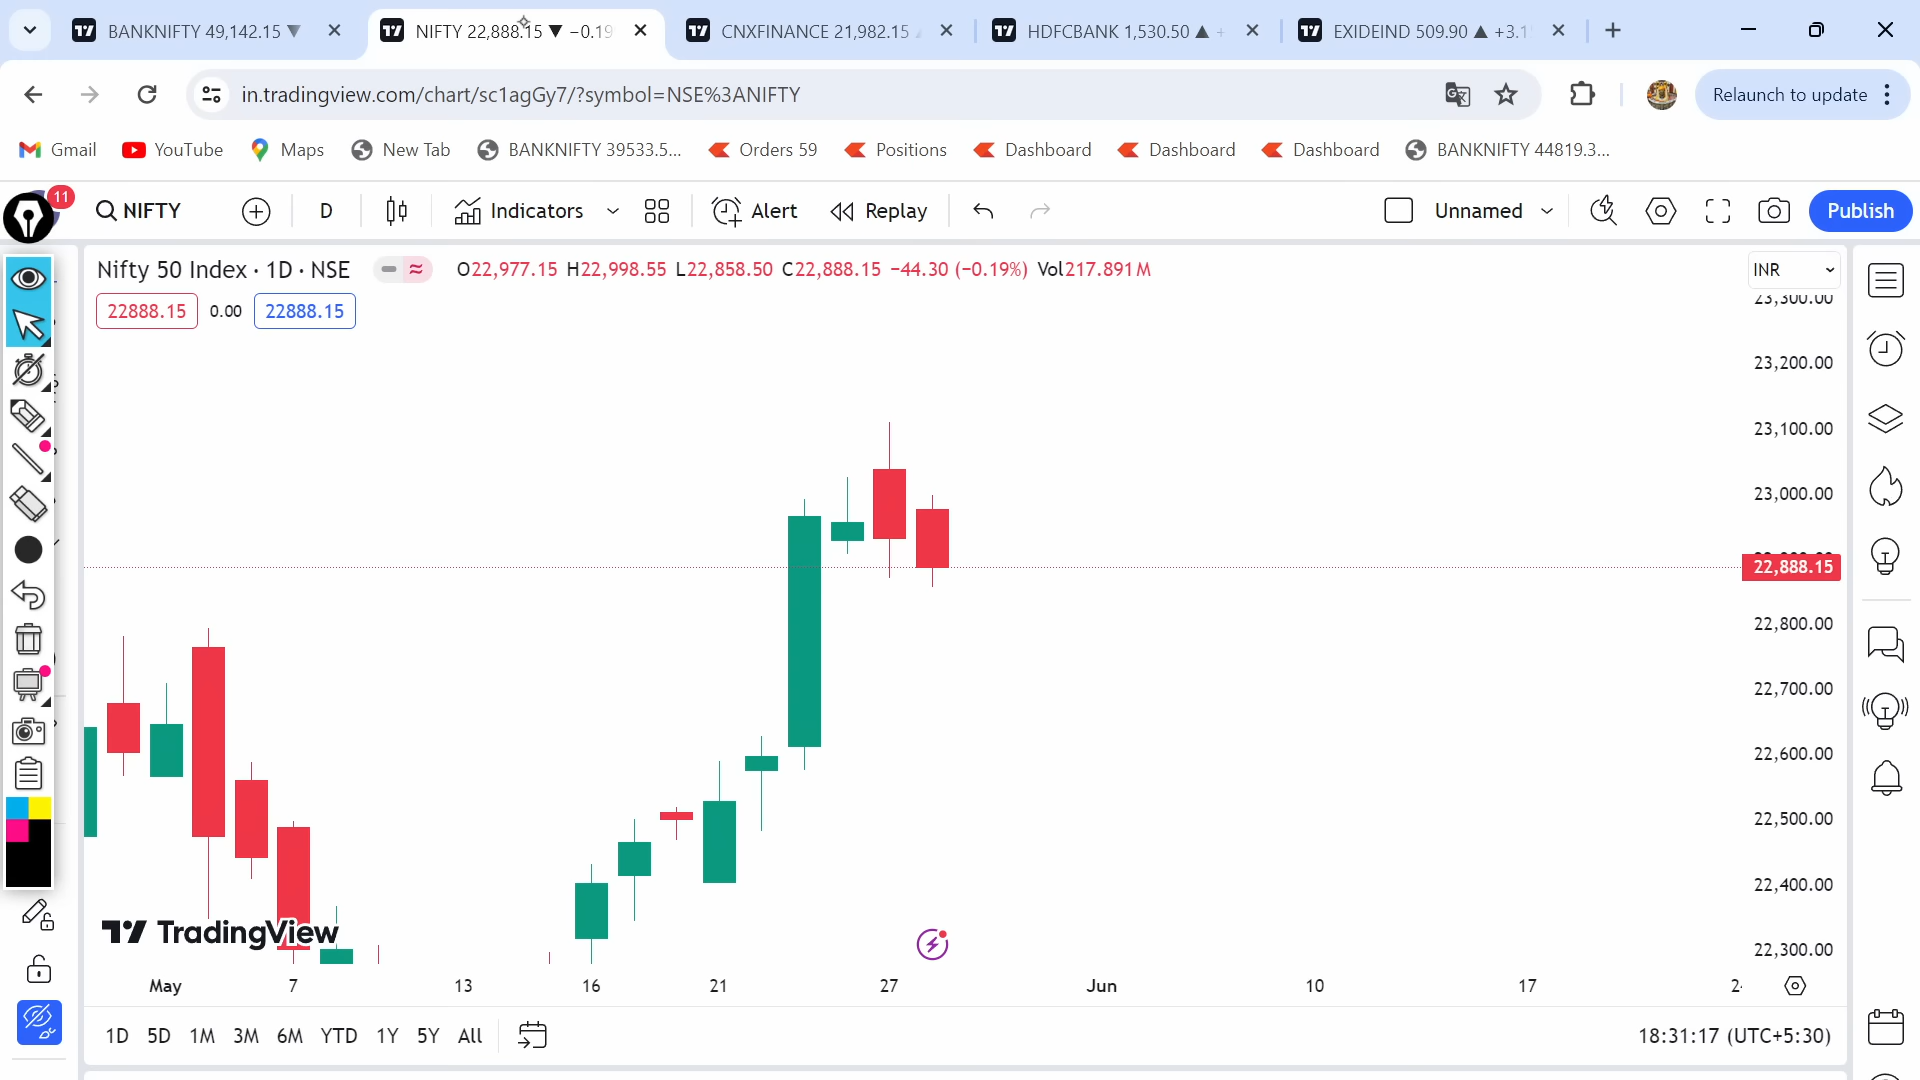 BANKNIFTY 49,142.15 ▼
NIFTY 22,888.15 ▼ −0.19
CNXFINANCE 21,982.15
HDFCBANK 1,530.50 ▲ +
EXIDEIND 509.90 ▲ +3.1
in.tradingview.com/chart/sc1agGy7/?symbol=NSE%3ANIFTY
Relaunch to update
Gmail
YouTube
Maps
New Tab
BANKNIFTY 39533.5...
Orders 59
Positions
Dashboard
Dashboard
Dashboard
BANKNIFTY 44819.3...
11
NIFTY
D
Indicators
Alert
Replay
Unnamed
Publish
Nifty 50 Index · 1D · NSE
O22,977.15 H22,998.55 L22,858.50 C22,888.15 −44.30 (−0.19%) Vol217.891M
INR
22888.15 0.00 22888.15
23,300.00
23,200.00
23,100.00
23,000.00
22,888.15
22,800.00
22,700.00
22,600.00
22,500.00
22,400.00
22,300.00
TradingView
May 7 13 16 21 27 Jun 10 17
1D 5D 1M 3M 6M YTD 1Y 5Y All
18:31:17 (UTC+5:30)